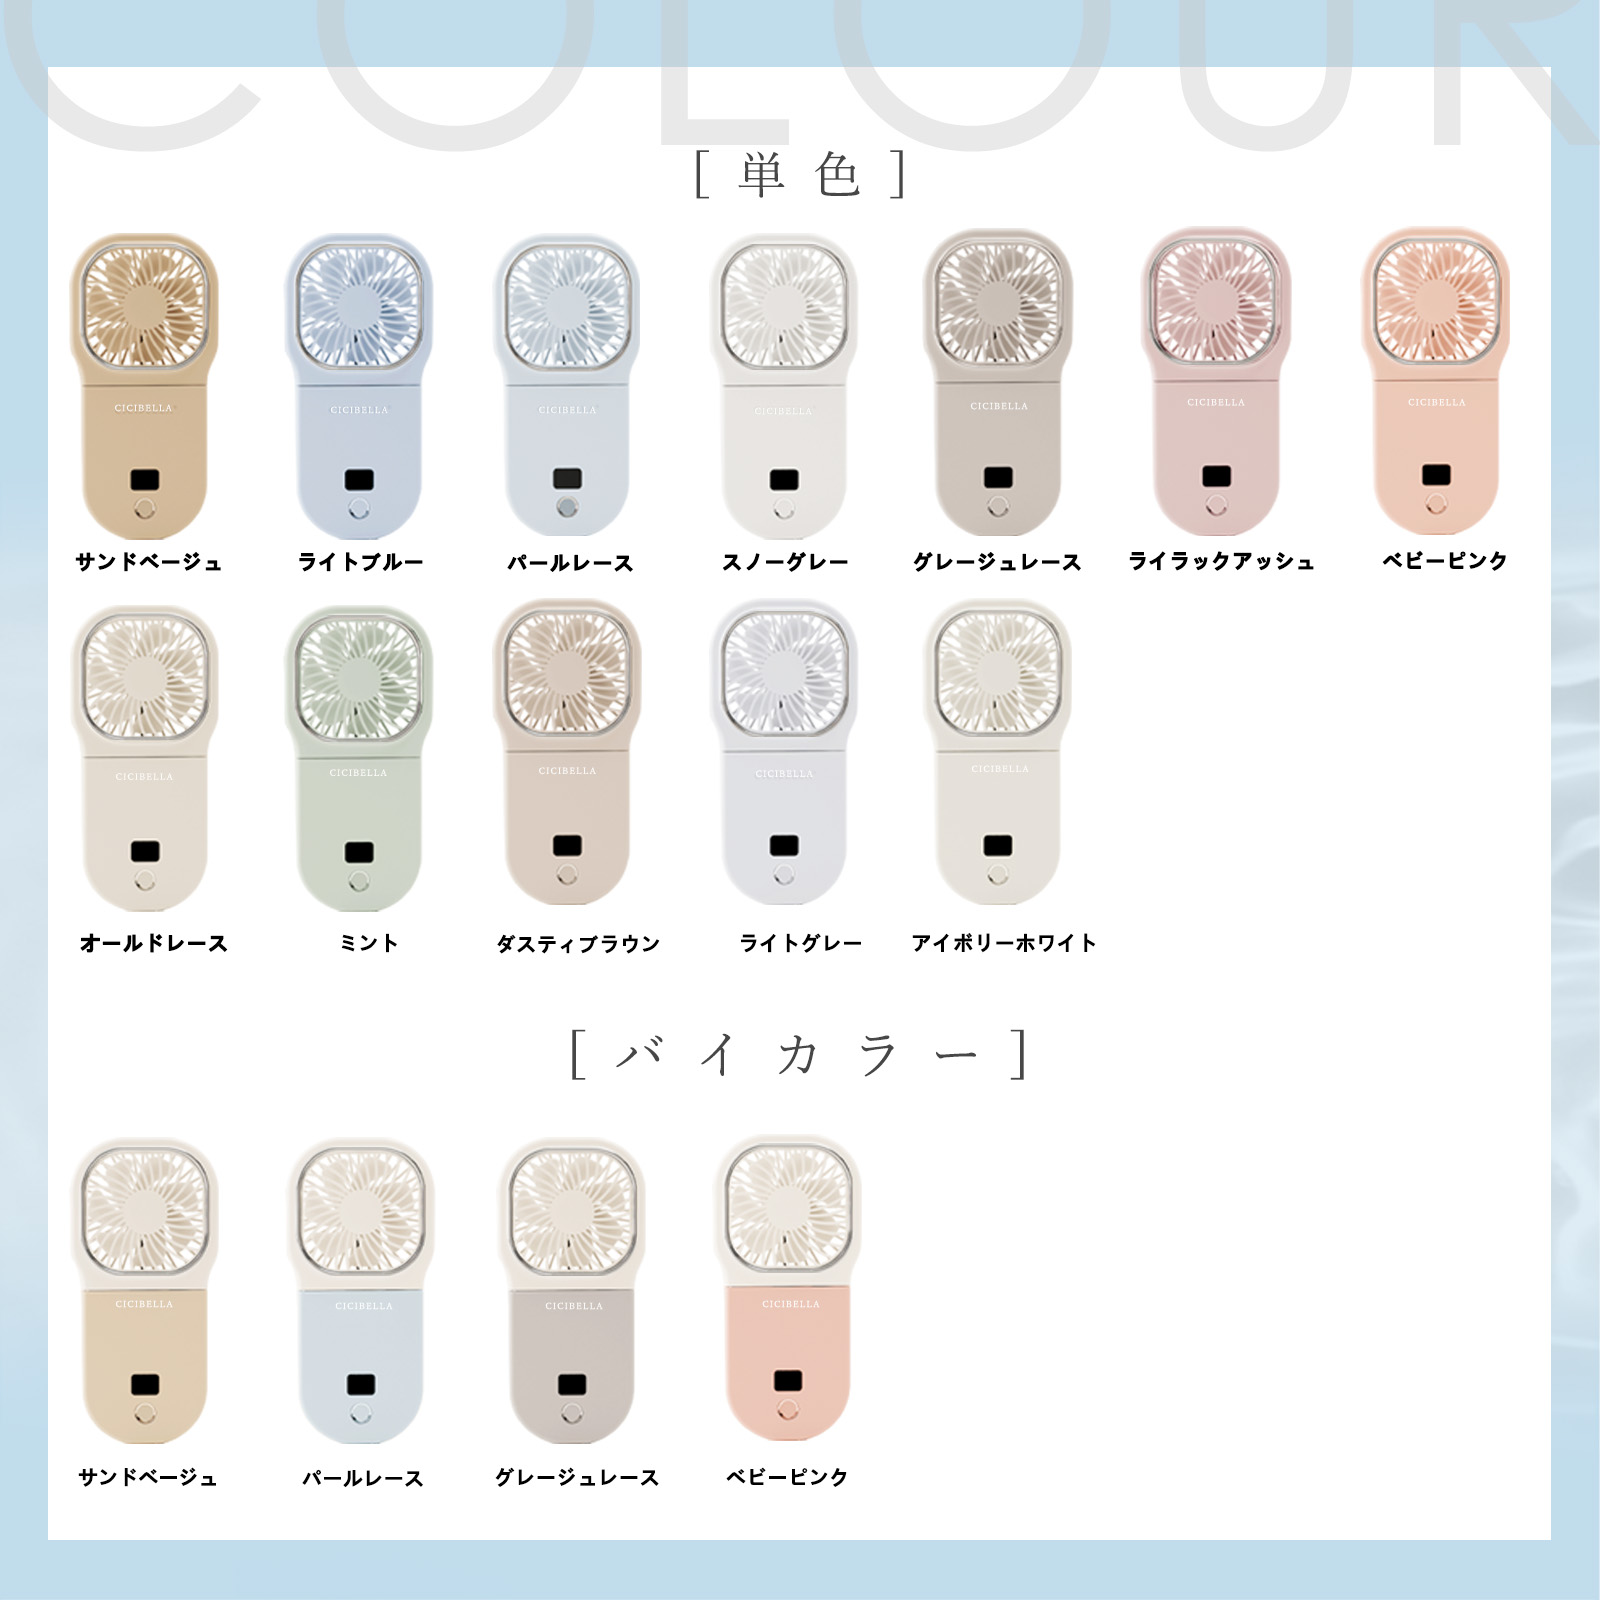 COLOUR
[単色]
CICIBELLA CICIBELLA CICIBELLA CICIBELLA CICIBELLA CICIBELLA CICIBELLA
サンドベージュ ライトブルー パールレース スノーグレー グレージュレース ライラックアッシュ ベビーピンク
CICIBELLA CICIBELLA CICIBELLA CICIBELLA CICIBELLA
オールドレース ミント ダスティブラウン ライトグレー アイボリーホワイト
[バイカラー]
CICIBELLA CICIBELLA CICIBELLA CICIBELLA
サンドベージュ パールレース グレージュレース ベビーピンク